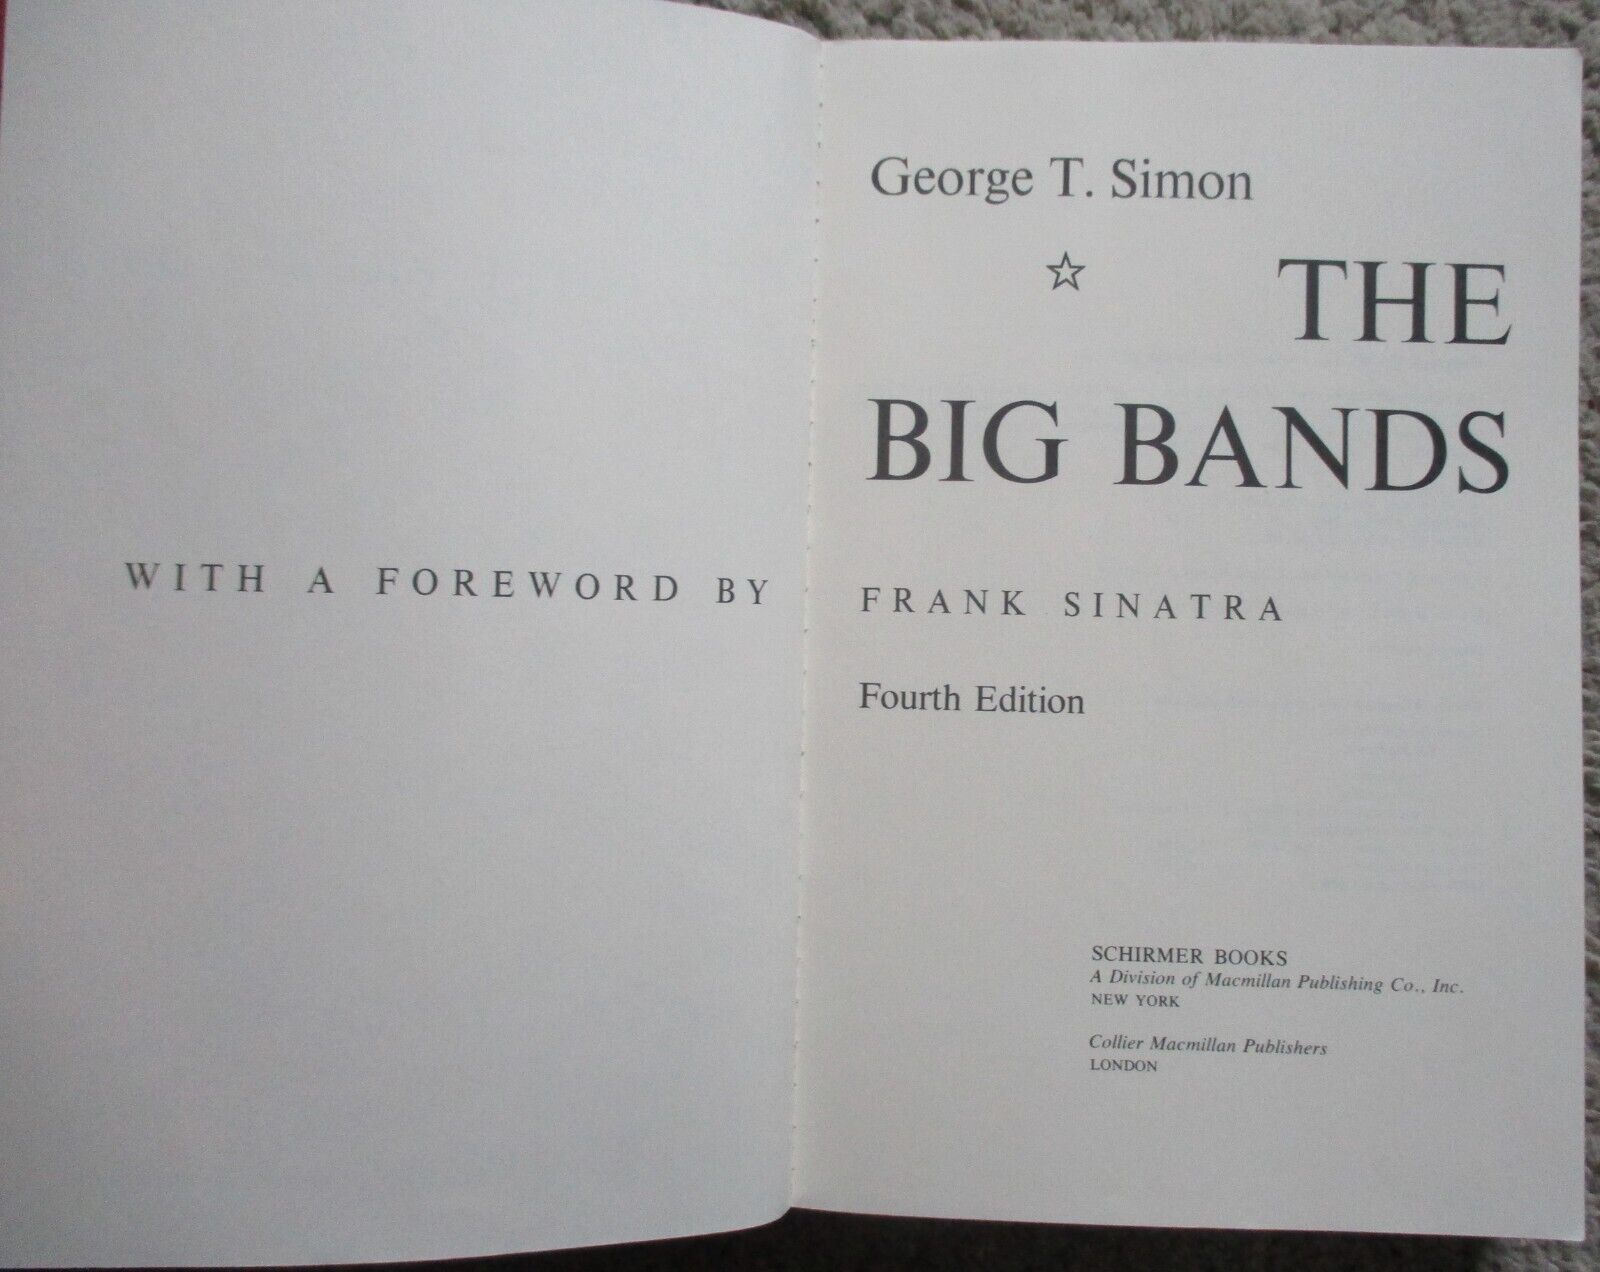 George T. Simon
☆ THE
BIG BANDS
WITH A FOREWORD BY FRANK SINATRA
Fourth Edition
SCHIRMER BOOKS
A Division of Macmillan Publishing Co., Inc.
NEW YORK
Collier Macmillan Publishers
LONDON